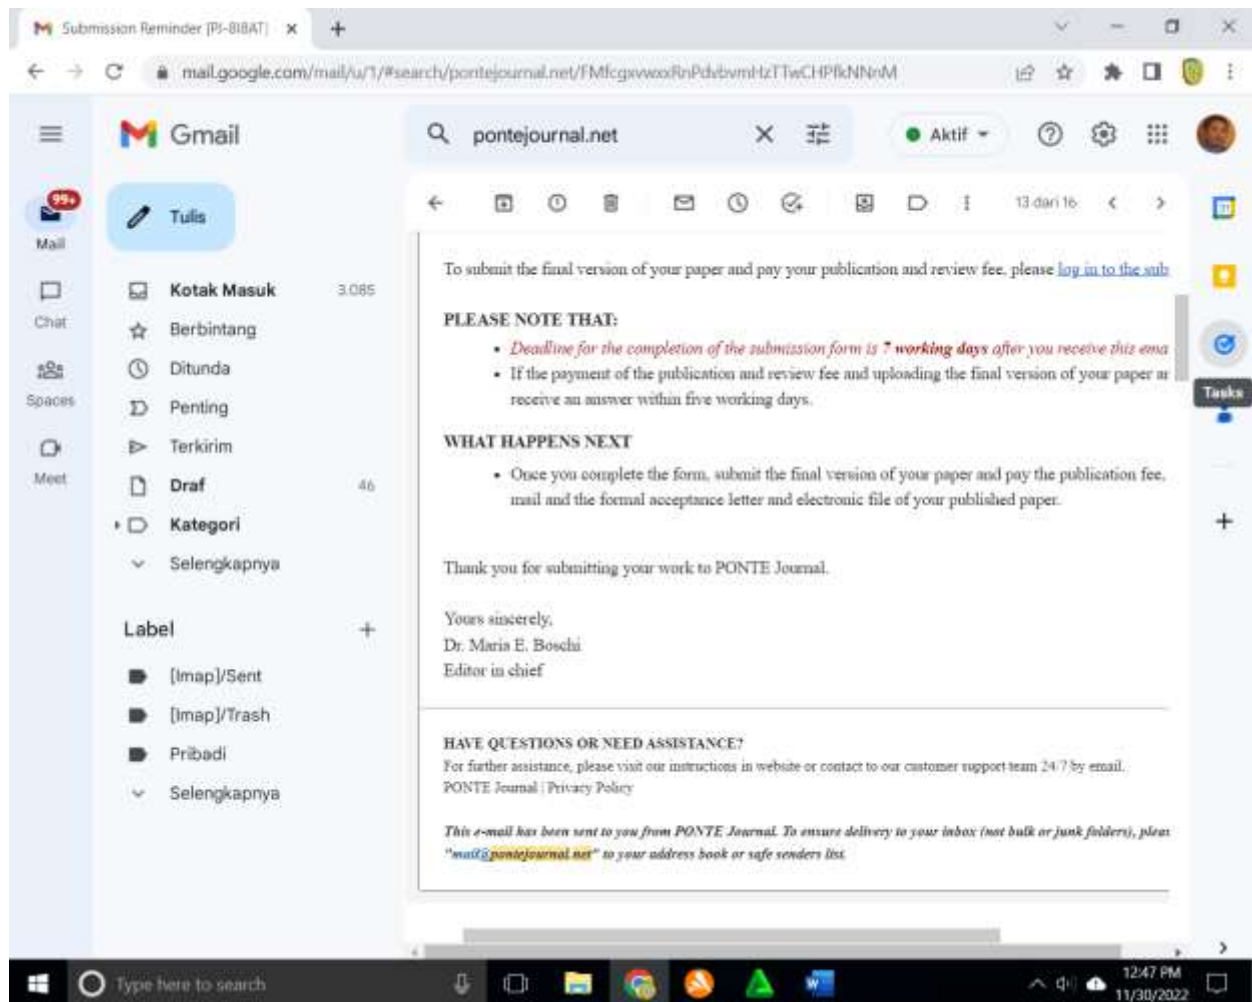 Submission Reminder [PJ-8I8AT]
mail.google.com/mail/u/1/#search/pontejournal.net/
Gmail
pontejournal.net
Aktif
99+
Mail
Chat
Spaces
Meet
Tulis
Kotak Masuk 3.085
Berbintang
Ditunda
Penting
Terkirim
Draf 46
Kategori
Selengkapnya
Label
[Imap]/Sent
[Imap]/Trash
Pribadi
Selengkapnya
13 dari 16
To submit the final version of your paper and pay your publication and review fee, please log in to the sub
PLEASE NOTE THAT:
• Deadline for the completion of the submission form is 7 working days after you receive this ema
• If the payment of the publication and review fee and uploading the final version of your paper ar
receive an answer within five working days.
WHAT HAPPENS NEXT
• Once you complete the form, submit the final version of your paper and pay the publication fee,
mail and the formal acceptance letter and electronic file of your published paper.
Thank you for submitting your work to PONTE Journal.
Yours sincerely,
Dr. Maria E. Boschi
Editor in chief
HAVE QUESTIONS OR NEED ASSISTANCE?
For further assistance, please visit our instructions in website or contact to our customer support team 24/7 by email.
PONTE Journal | Privacy Policy
This e-mail has been sent to you from PONTE Journal. To ensure delivery to your inbox (not bulk or junk folders), pleas
"mail@pontejournal.net" to your address book or safe senders list.
Tasks
Type here to search
12:47 PM
11/30/2022